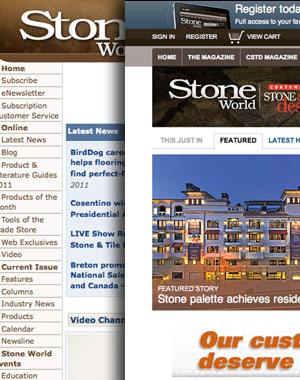 Stone
World
Home
Subscribe
eNewsletter
Subscription
Customer Service
Online
Latest News
Blog
Product &
Literature Guides
2011
Products of the
Month
Tools of the
Trade Store
Web Exclusives
Video
Current Issue
Features
Columns
Industry News
Products
Calendar
Newsline
Stone World
Events
Education
Latest News
BirdDog
helps flooring
find perfect-f
2011
Cosentino wi
Presidential A
LIVE Show Re
Stone & Tile
Breton promo
National Sale
and Canada –
Video Chann
Register toda
Full access to your fav
SIGN IN
REGISTER
VIEW CART
HOME
THE MAGAZINE
CSTD MAGAZINE
Stone
World
CONTEMP
STONE
des
THIS JUST IN
FEATURED
LATEST H
FEATURED STORY
Stone palette achieves reside
Our cust
deserve